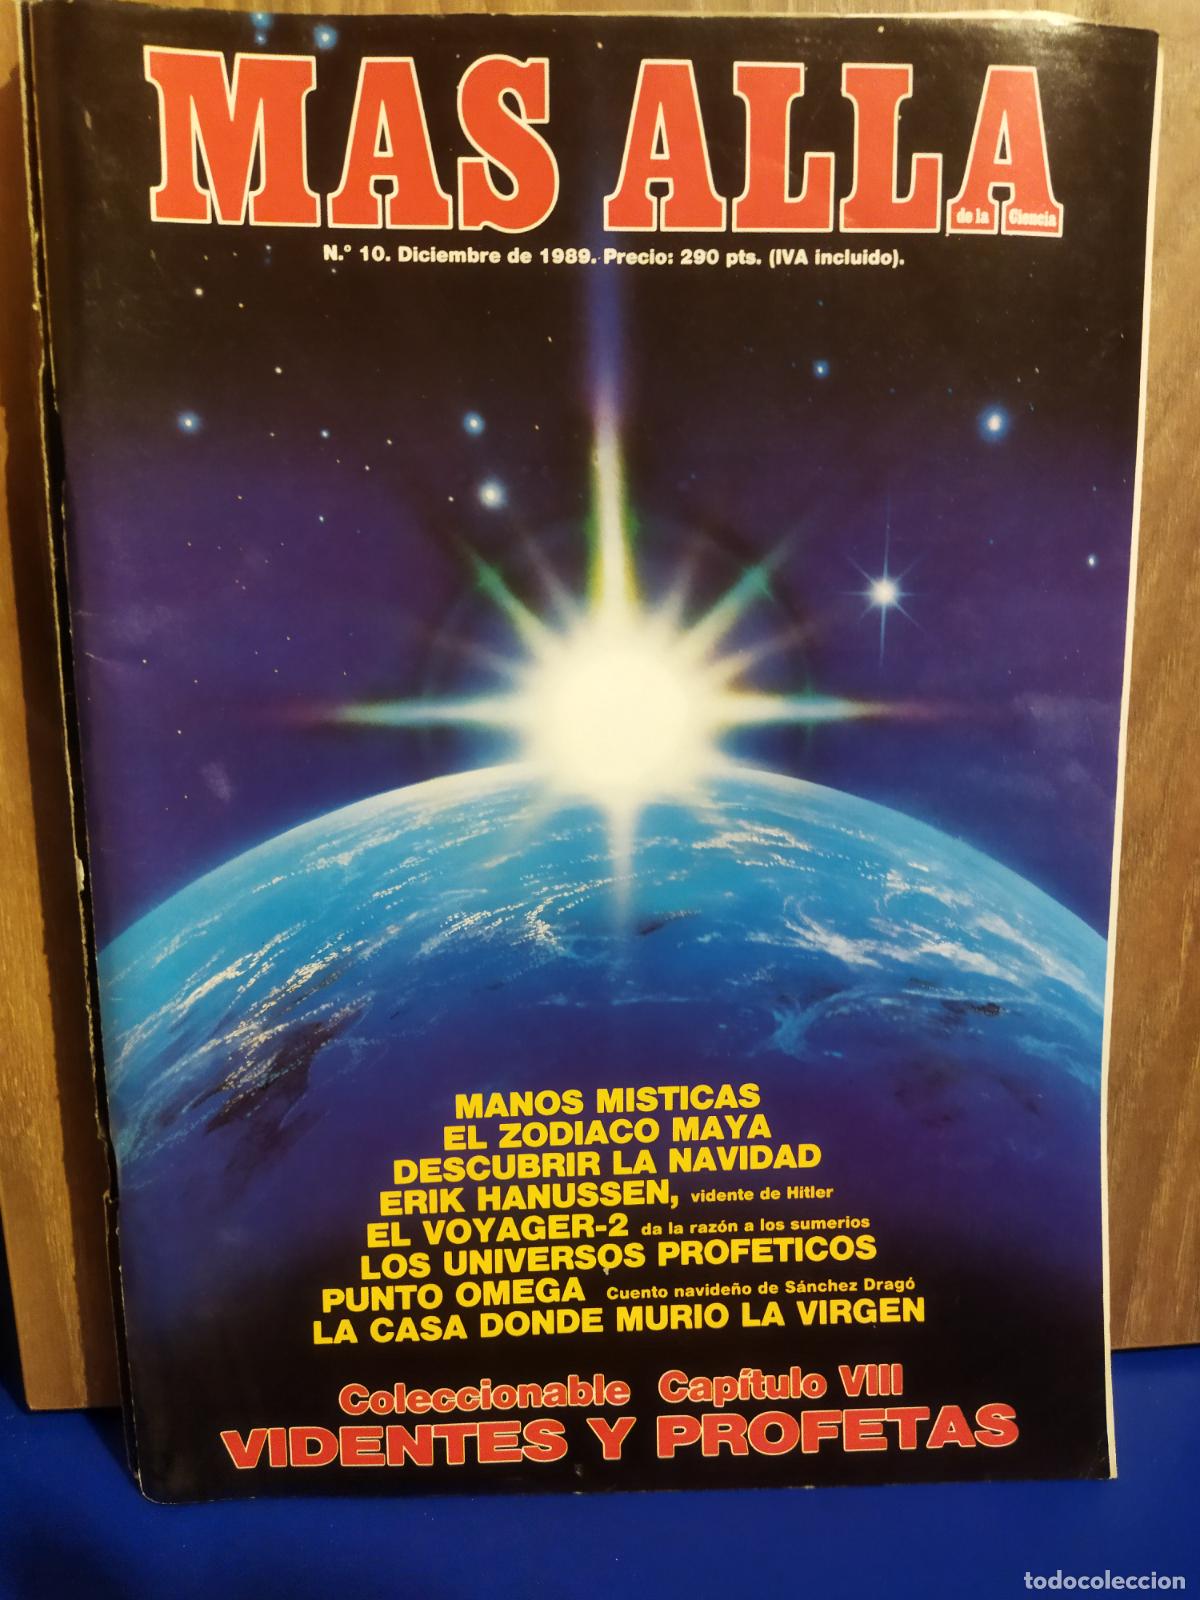 MAS ALLA
de la Ciencia
N.º 10. Diciembre de 1989. Precio: 290 pts. (IVA incluido).
MANOS MISTICAS
EL ZODIACO MAYA
DESCUBRIR LA NAVIDAD
ERIK HANUSSEN, vidente de Hitler
EL VOYAGER-2 da la razón a los sumerios
LOS UNIVERSOS PROFETICOS
PUNTO OMEGA Cuento navideño de Sánchez Dragó
LA CASA DONDE MURIO LA VIRGEN
Coleccionable Capítulo VIII
VIDENTES Y PROFETAS
todocoleccion